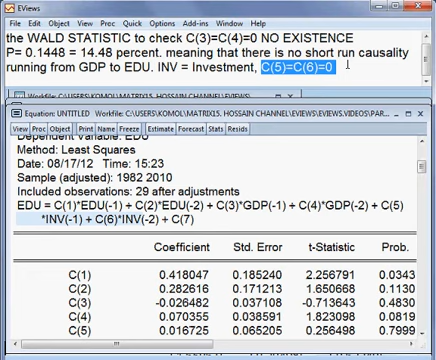 EViews
File Edit Object View Proc Quick Options Add-ins Window Help
the WALD STATISTIC to check C(3)=C(4)=0 NO EXISTENCE
P= 0.1448 = 14.48 percent. meaning that there is no short run causality
running from GDP to EDU. INV = Investment, C(5)=C(6)=0
Equation: UNTITLED Workfile: C:\USERS\KOMOL\MATRIX15. HOSSAIN CHANNEL\EVIEWS\EVIEWS.VIDEOS\PAR...
View Proc Object Print Name Freeze Estimate Forecast Stats Resids
Dependent Variable: EDU
Method: Least Squares
Date: 08/17/12 Time: 15:23
Sample (adjusted): 1982 2010
Included observations: 29 after adjustments
EDU = C(1)*EDU(-1) + C(2)*EDU(-2) + C(3)*GDP(-1) + C(4)*GDP(-2) + C(5)
*INV(-1) + C(6)*INV(-2) + C(7)
Coefficient Std. Error t-Statistic Prob.
C(1) 0.418047 0.185240 2.256791 0.0343
C(2) 0.282616 0.171213 1.650668 0.1130
C(3) -0.026482 0.037108 -0.713643 0.4830
C(4) 0.070355 0.038591 1.823098 0.0819
C(5) 0.016725 0.065205 0.256498 0.7999